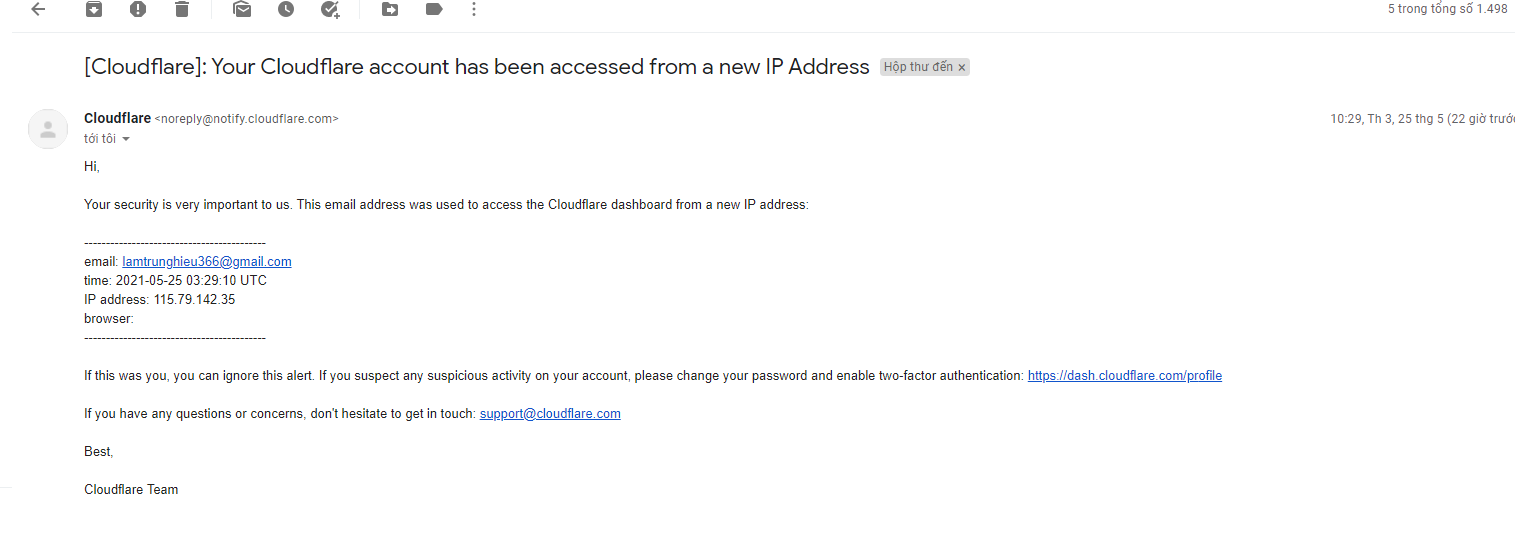 5 trong tổng số 1.498
[Cloudflare]: Your Cloudflare account has been accessed from a new IP Address Hộp thư đến ×
Cloudflare <noreply@notify.cloudflare.com> 10:29, Th 3, 25 thg 5 (22 giờ trước
tới tôi
Hi,
Your security is very important to us. This email address was used to access the Cloudflare dashboard from a new IP address:
------------------------------------------
email: lamtrunghieu366@gmail.com
time: 2021-05-25 03:29:10 UTC
IP address: 115.79.142.35
browser:
------------------------------------------
If this was you, you can ignore this alert. If you suspect any suspicious activity on your account, please change your password and enable two-factor authentication: https://dash.cloudflare.com/profile
If you have any questions or concerns, don't hesitate to get in touch: support@cloudflare.com
Best,
Cloudflare Team